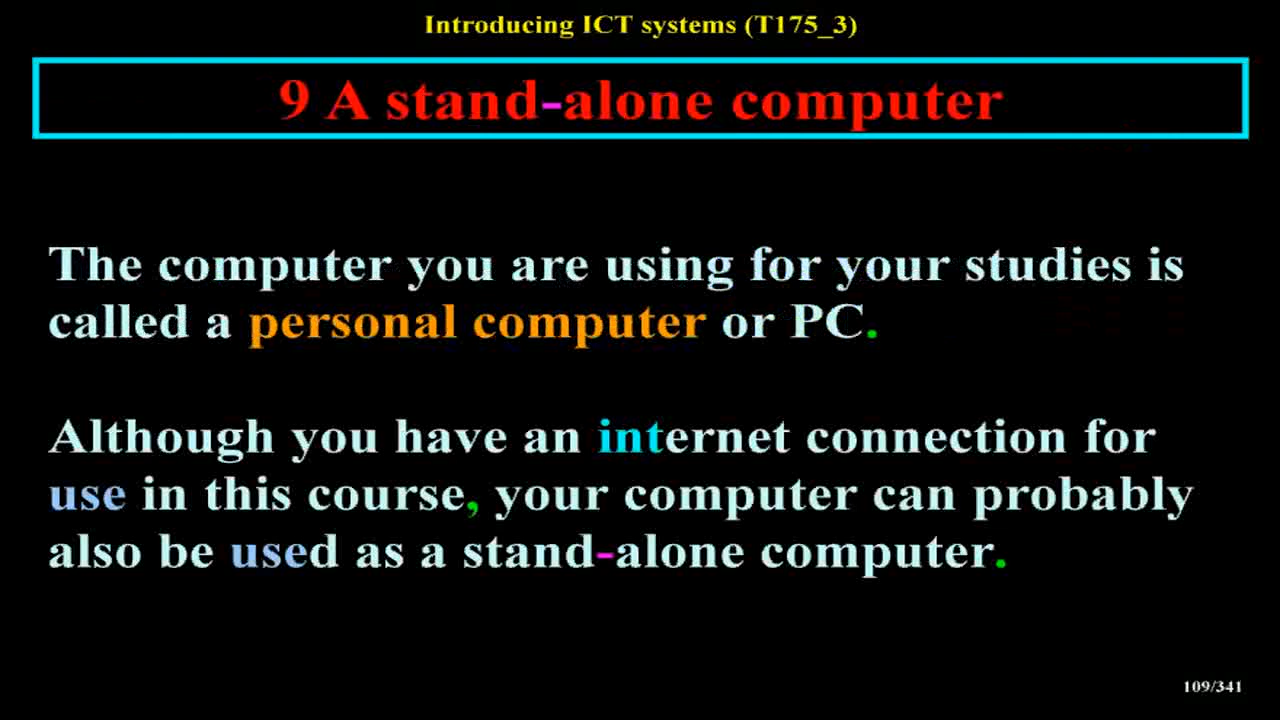 Introducing ICT systems (T175_3)
9 A stand-alone computer
The computer you are using for your studies is
called a personal computer or PC.
Although you have an internet connection for
use in this course, your computer can probably
also be used as a stand-alone computer.
109/341